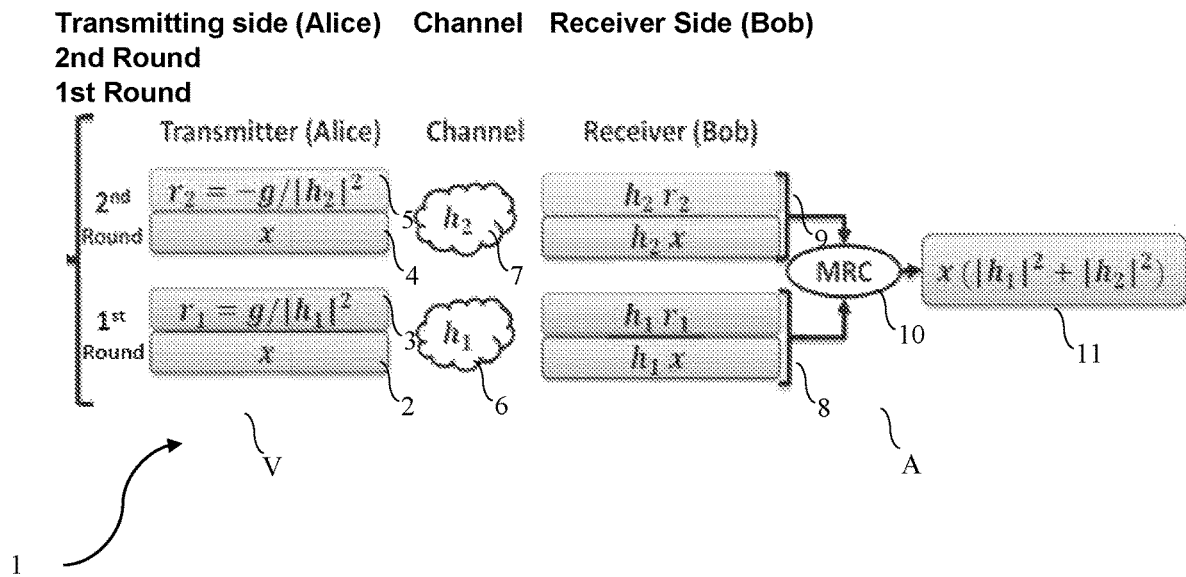 Transmitting side (Alice) Channel Receiver Side (Bob)
2nd Round
1st Round
Transmitter (Alice) Channel Receiver (Bob)
2nd
Round
r₂ = −g/|h₂|²
x
5
4
h₂
7
h₂ r₂
h₂ x
9
1st
Round
r₁ = g/|h₁|²
x
3
2
h₁
6
h₁ r₁
h₁ x
8
MRC
10
x (|h₁|² + |h₂|²)
11
V
A
1